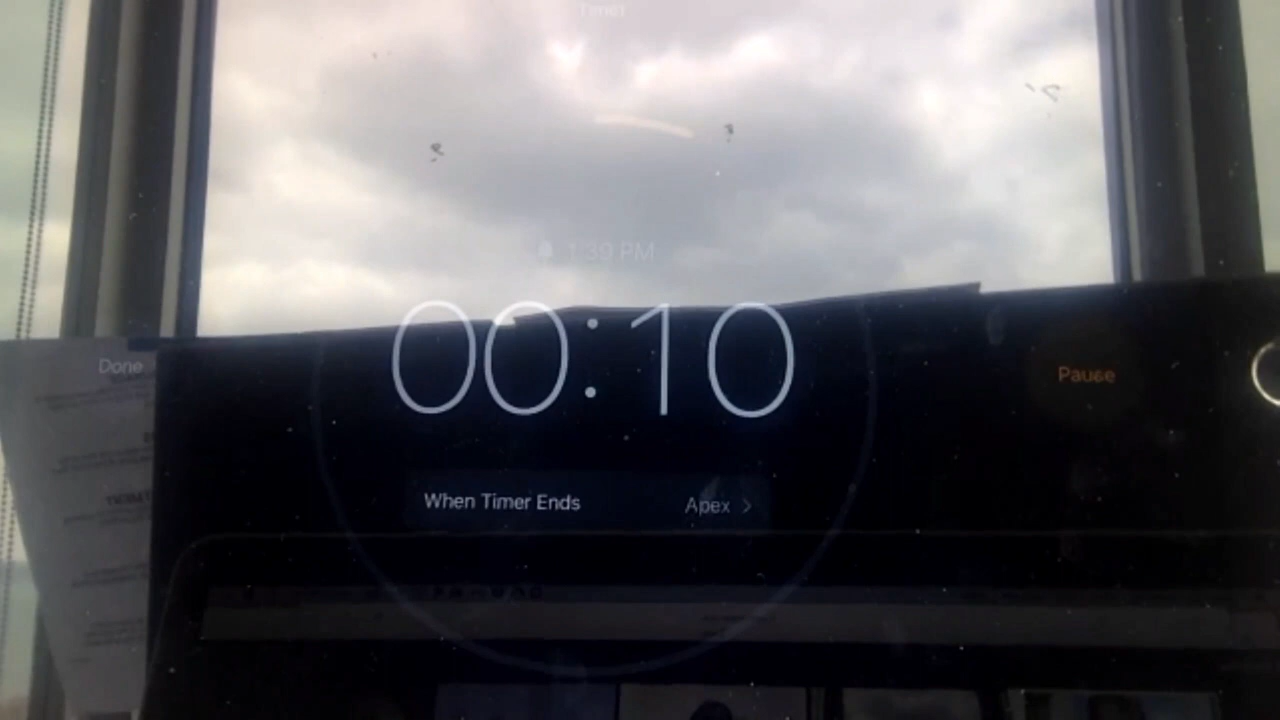 Timer
1:30 PM
00:10
Done
Pause
When Timer Ends
Apex >